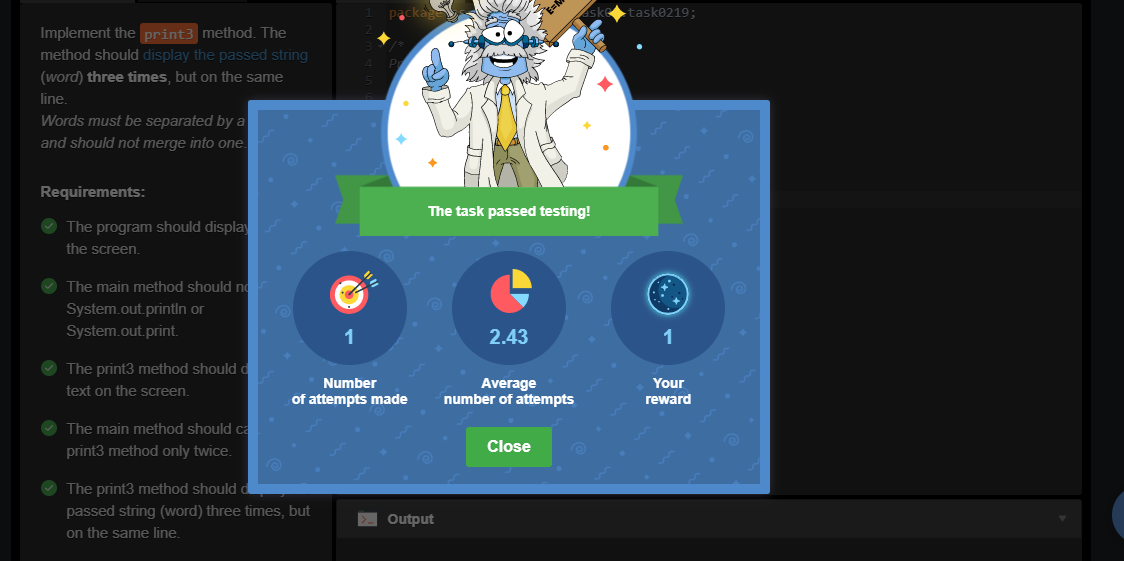 Implement the print3 method. The
method should display the passed string
(word) three times, but on the same
line.
Words must be separated by a
and should not merge into one.
Requirements:
The program should display
the screen.
The main method should
System.out.println or
System.out.print.
The print3 method should
text on the screen.
The main method should
print3 method only twice.
The print3 method should
passed string (word) three times, but
on the same line.
1 package task0219;
2
3 /*
4
5
E=M
The task passed testing!
1
Number
of attempts made
2.43
Average
number of attempts
1
Your
reward
Close
Output